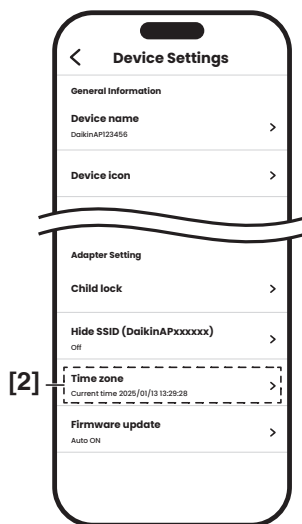 Device Settings
General Information
Device name
DaikinAP123456
Device icon
Adapter Setting
Child lock
Hide SSID (DaikinAPxxxxxx)
Off
[2]
Time zone
Current time 2025/01/13 13:29:28
Firmware update
Auto ON